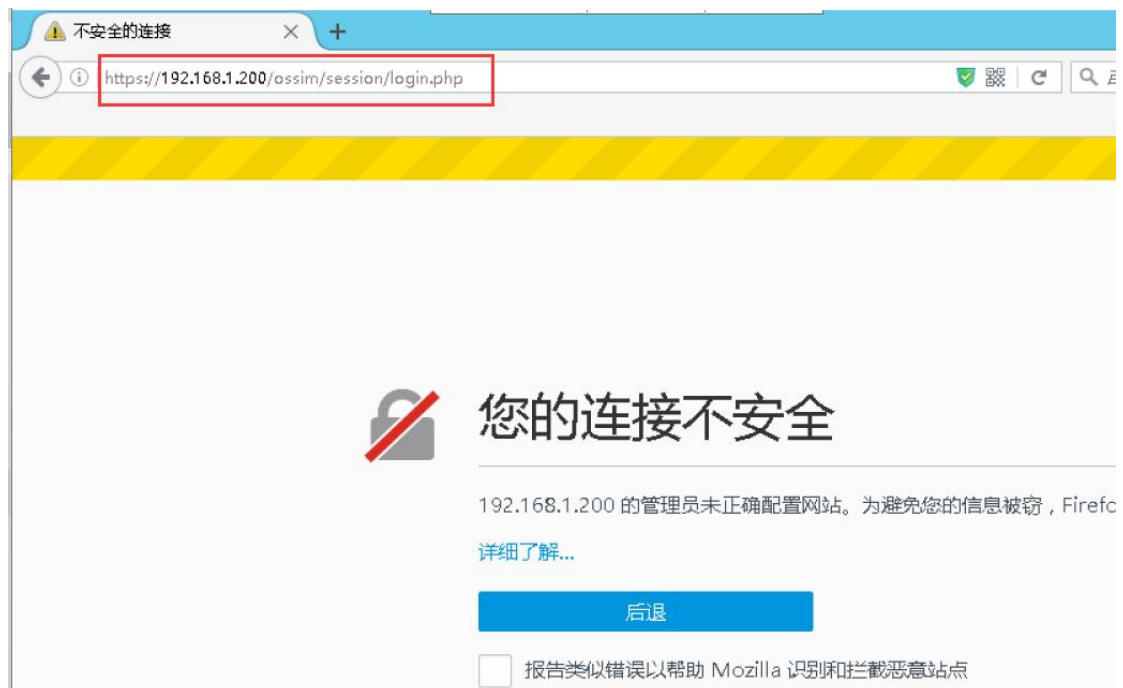 不安全的连接
https://192.168.1.200/ossim/session/login.php
您的连接不安全
192.168.1.200 的管理员未正确配置网站。为避免您的信息被窃，Firefo
详细了解...
后退
报告类似错误以帮助 Mozilla 识别和拦截恶意站点